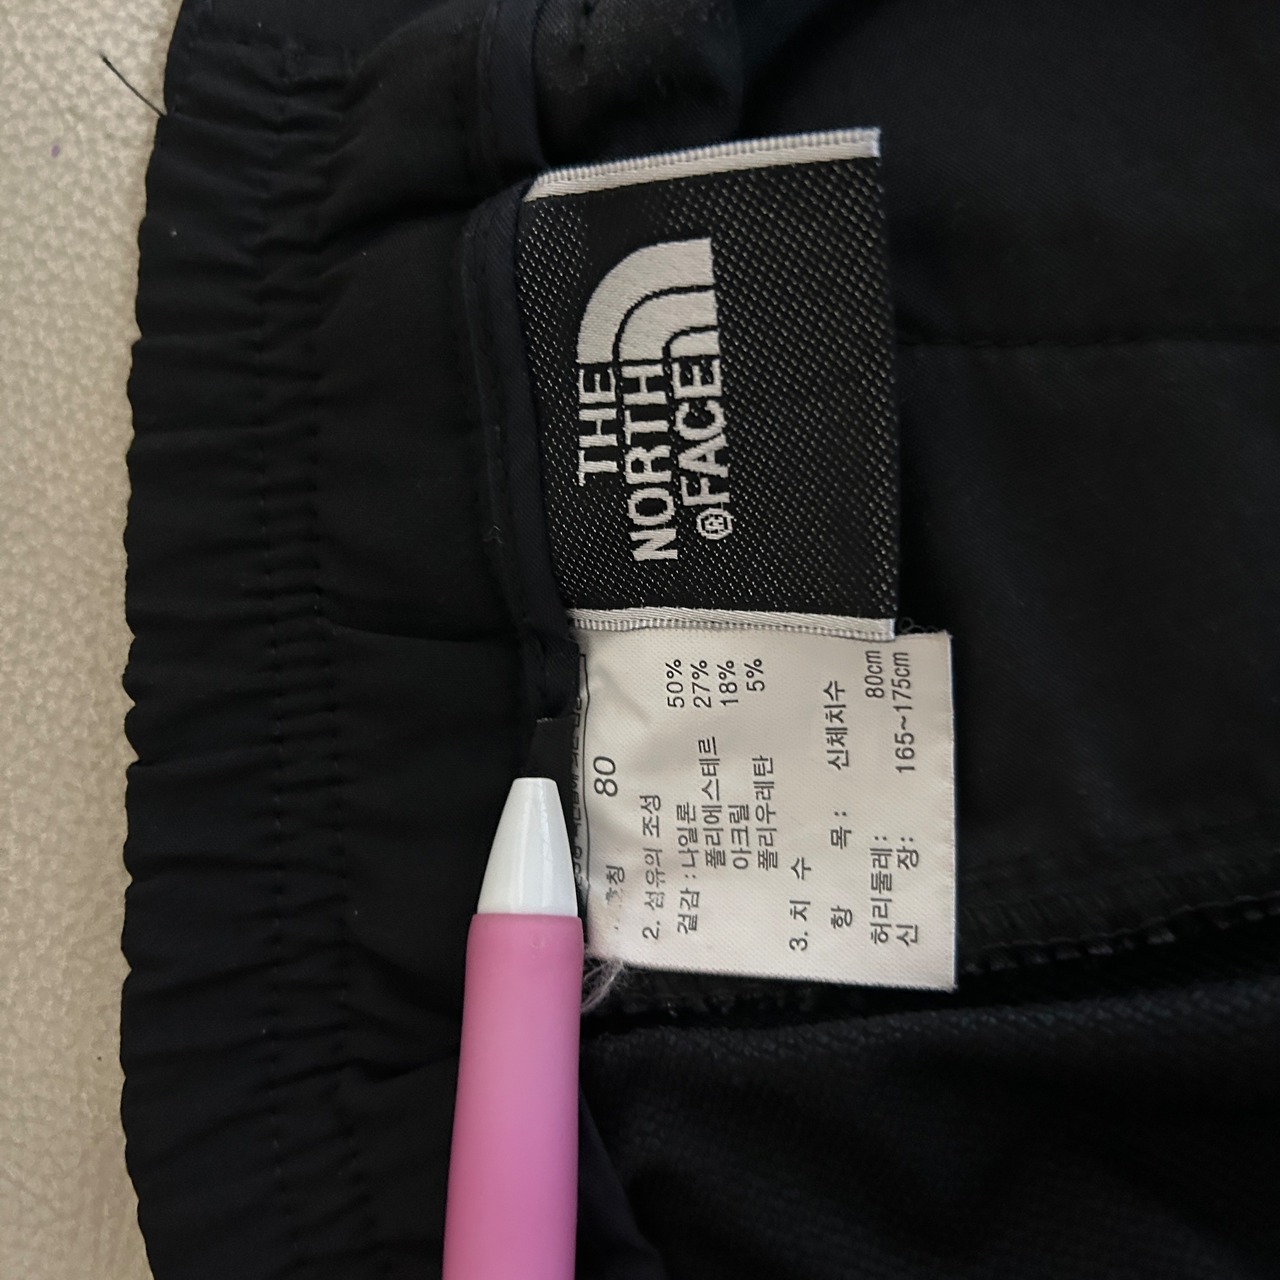 THE
NORTH
FACE®
호칭 80
2. 섬유의 조성
겉감 : 나일론 50%
폴리에스테르 27%
아크릴 18%
폴리우레탄 5%
3. 치 수
항 목 : 신체치수
허리둘레 : 80cm
신 장 : 165~175cm